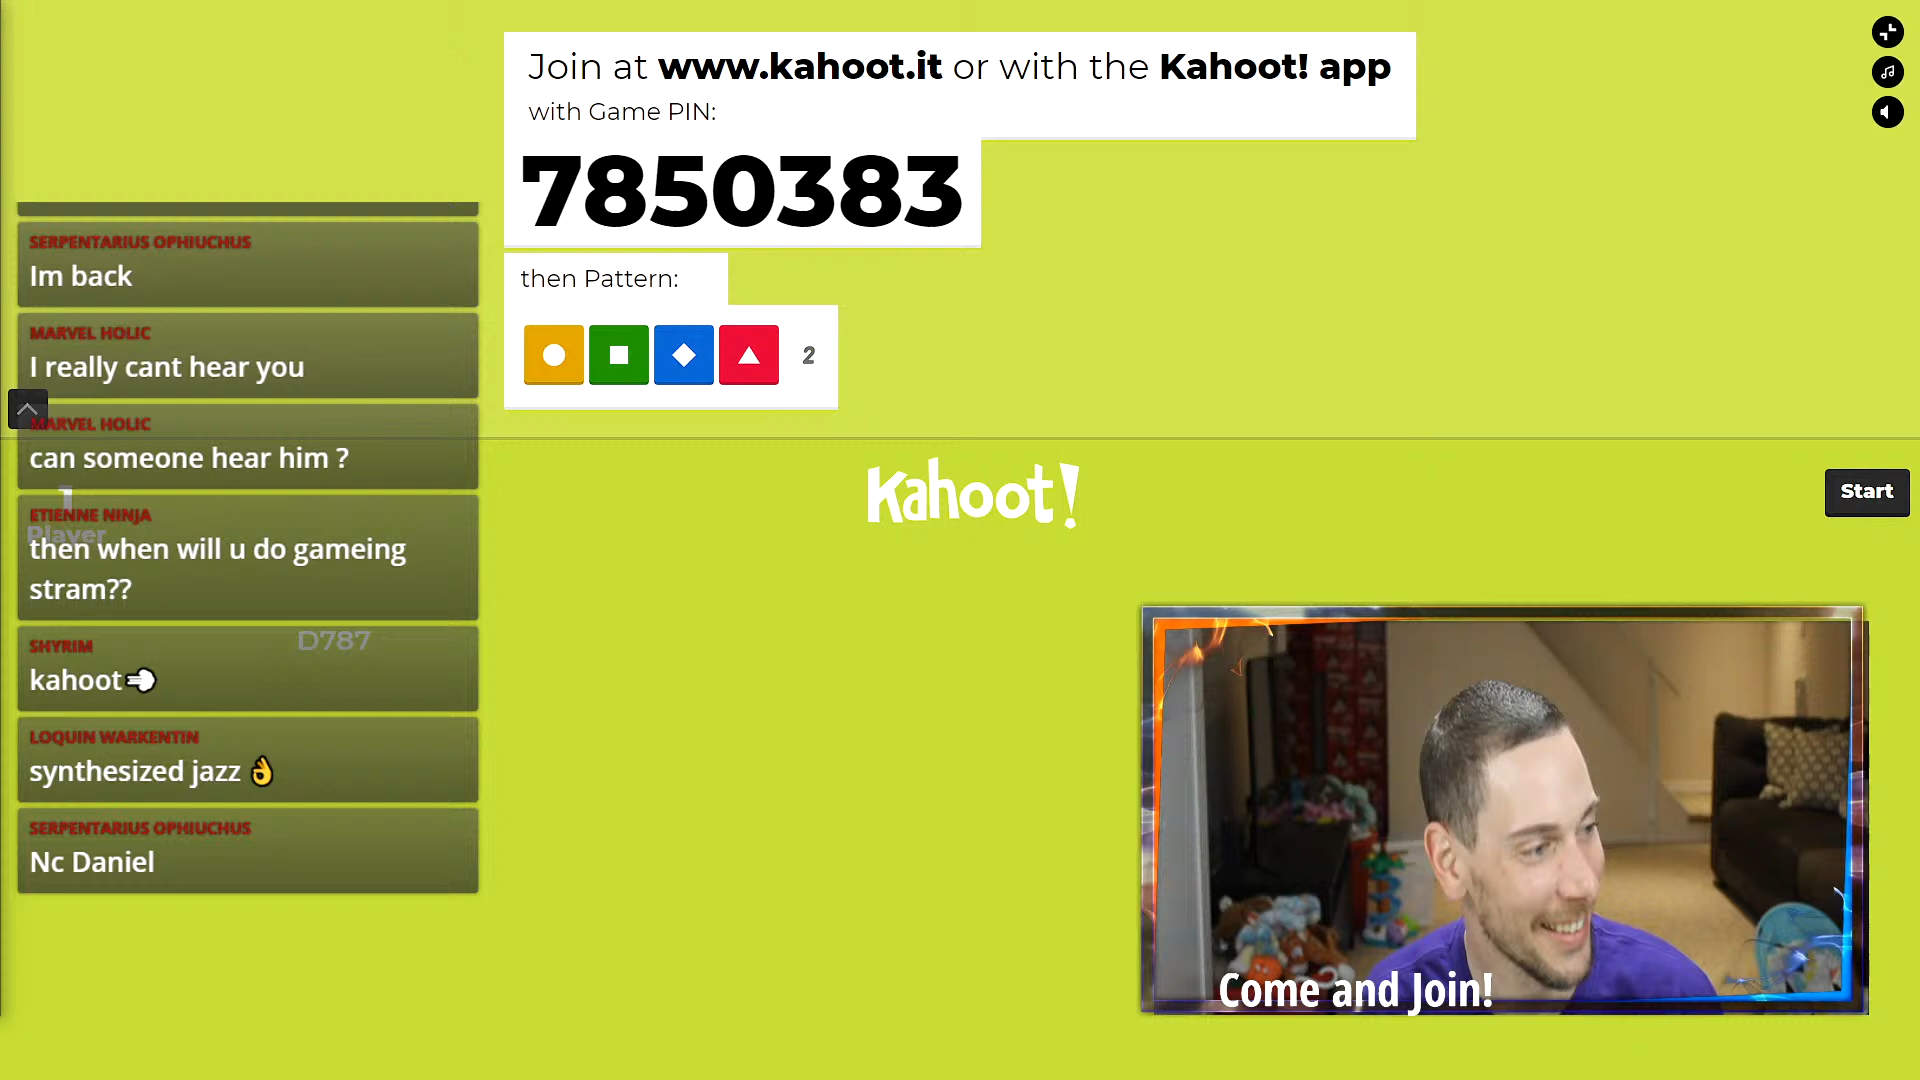 Join at www.kahoot.it or with the Kahoot! app
with Game PIN:
7850383
then Pattern:
2
SERPENTARIUS OPHIUCHUS
Im back
MARVEL HOLIC
I really cant hear you
MARVEL HOLIC
can someone hear him ?
1
Player
ETIENNE NINJA
then when will u do gameing
stram??
D787
SHYRIM
kahoot
LOQUIN WARKENTIN
synthesized jazz 👌
SERPENTARIUS OPHIUCHUS
Nc Daniel
Kahoot!
Start
Come and Join!